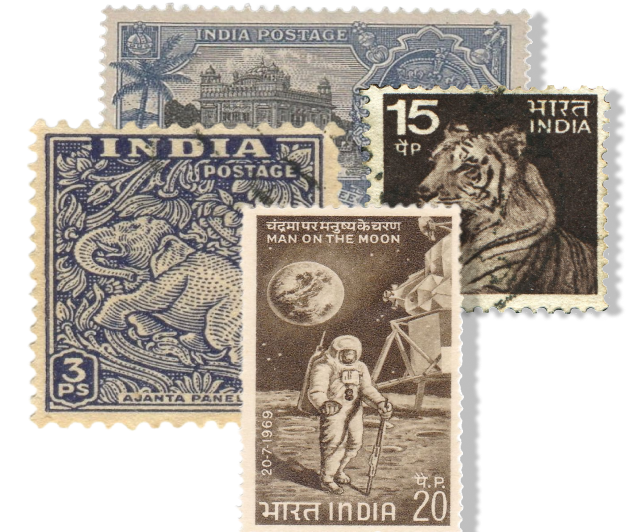 INDIA POSTAGE
15
पै P
भारत
INDIA
INDIA
POSTAGE
3
PS
AJANTA PANEL
चंद्रमा पर मनुष्य के चरण
MAN ON THE MOON
20-7-1969
भारत INDIA
पै. P.
20